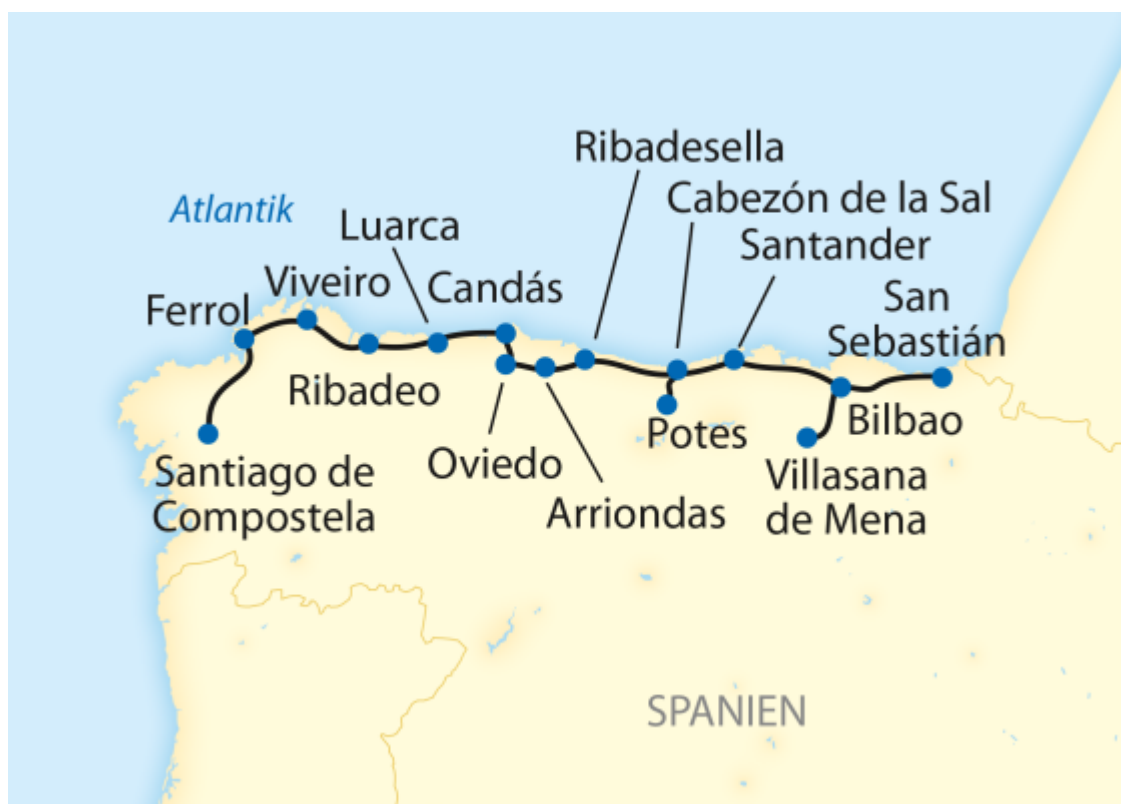 Ribadesella
Cabezón de la Sal
Atlantik
Luarca
Santander
Viveiro
Candás
San
Sebastián
Ferrol
Ribadeo
Bilbao
Potes
Oviedo
Santiago de
Compostela
Villasana
de Mena
Arriondas
SPANIEN